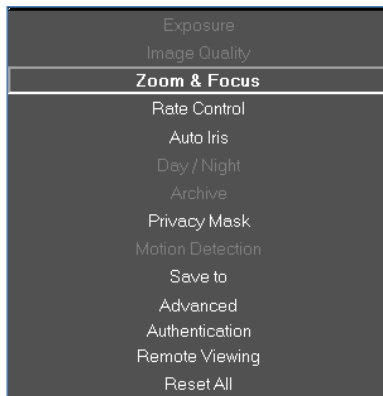 Exposure
Image Quality
Zoom & Focus
Rate Control
Auto Iris
Day / Night
Archive
Privacy Mask
Motion Detection
Save to
Advanced
Authentication
Remote Viewing
Reset All